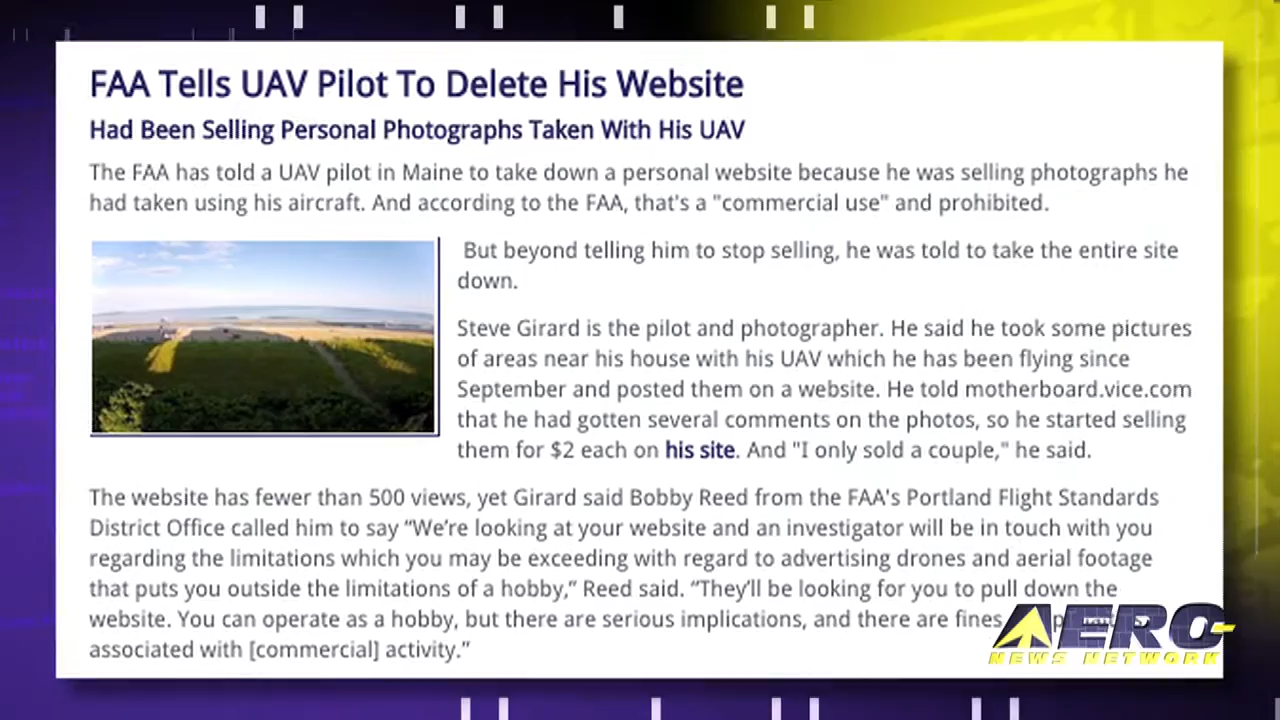 FAA Tells UAV Pilot To Delete His Website
Had Been Selling Personal Photographs Taken With His UAV
The FAA has told a UAV pilot in Maine to take down a personal website because he was selling photographs he
had taken using his aircraft. And according to the FAA, that's a "commercial use" and prohibited.
But beyond telling him to stop selling, he was told to take the entire site
down.
Steve Girard is the pilot and photographer. He said he took some pictures
of areas near his house with his UAV which he has been flying since
September and posted them on a website. He told motherboard.vice.com
that he had gotten several comments on the photos, so he started selling
them for $2 each on his site. And "I only sold a couple," he said.
The website has fewer than 500 views, yet Girard said Bobby Reed from the FAA's Portland Flight Standards
District Office called him to say “We’re looking at your website and an investigator will be in touch with you
regarding the limitations which you may be exceeding with regard to advertising drones and aerial footage
that puts you outside the limitations of a hobby,” Reed said. “They’ll be looking for you to pull down the
website. You can operate as a hobby, but there are serious implications, and there are fines
associated with [commercial] activity.”
AERO
NEWS NETWORK